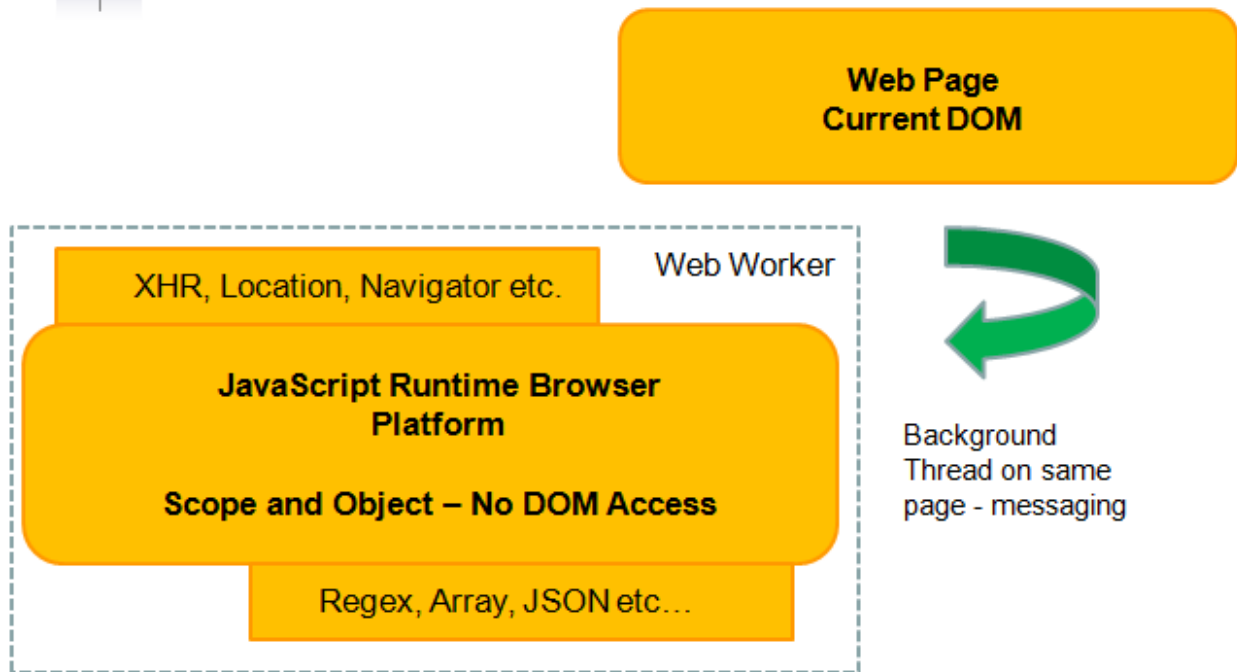 Web Page
Current DOM
Web Worker
XHR, Location, Navigator etc.
JavaScript Runtime Browser
Platform
Scope and Object – No DOM Access
Regex, Array, JSON etc...
Background
Thread on same
page - messaging